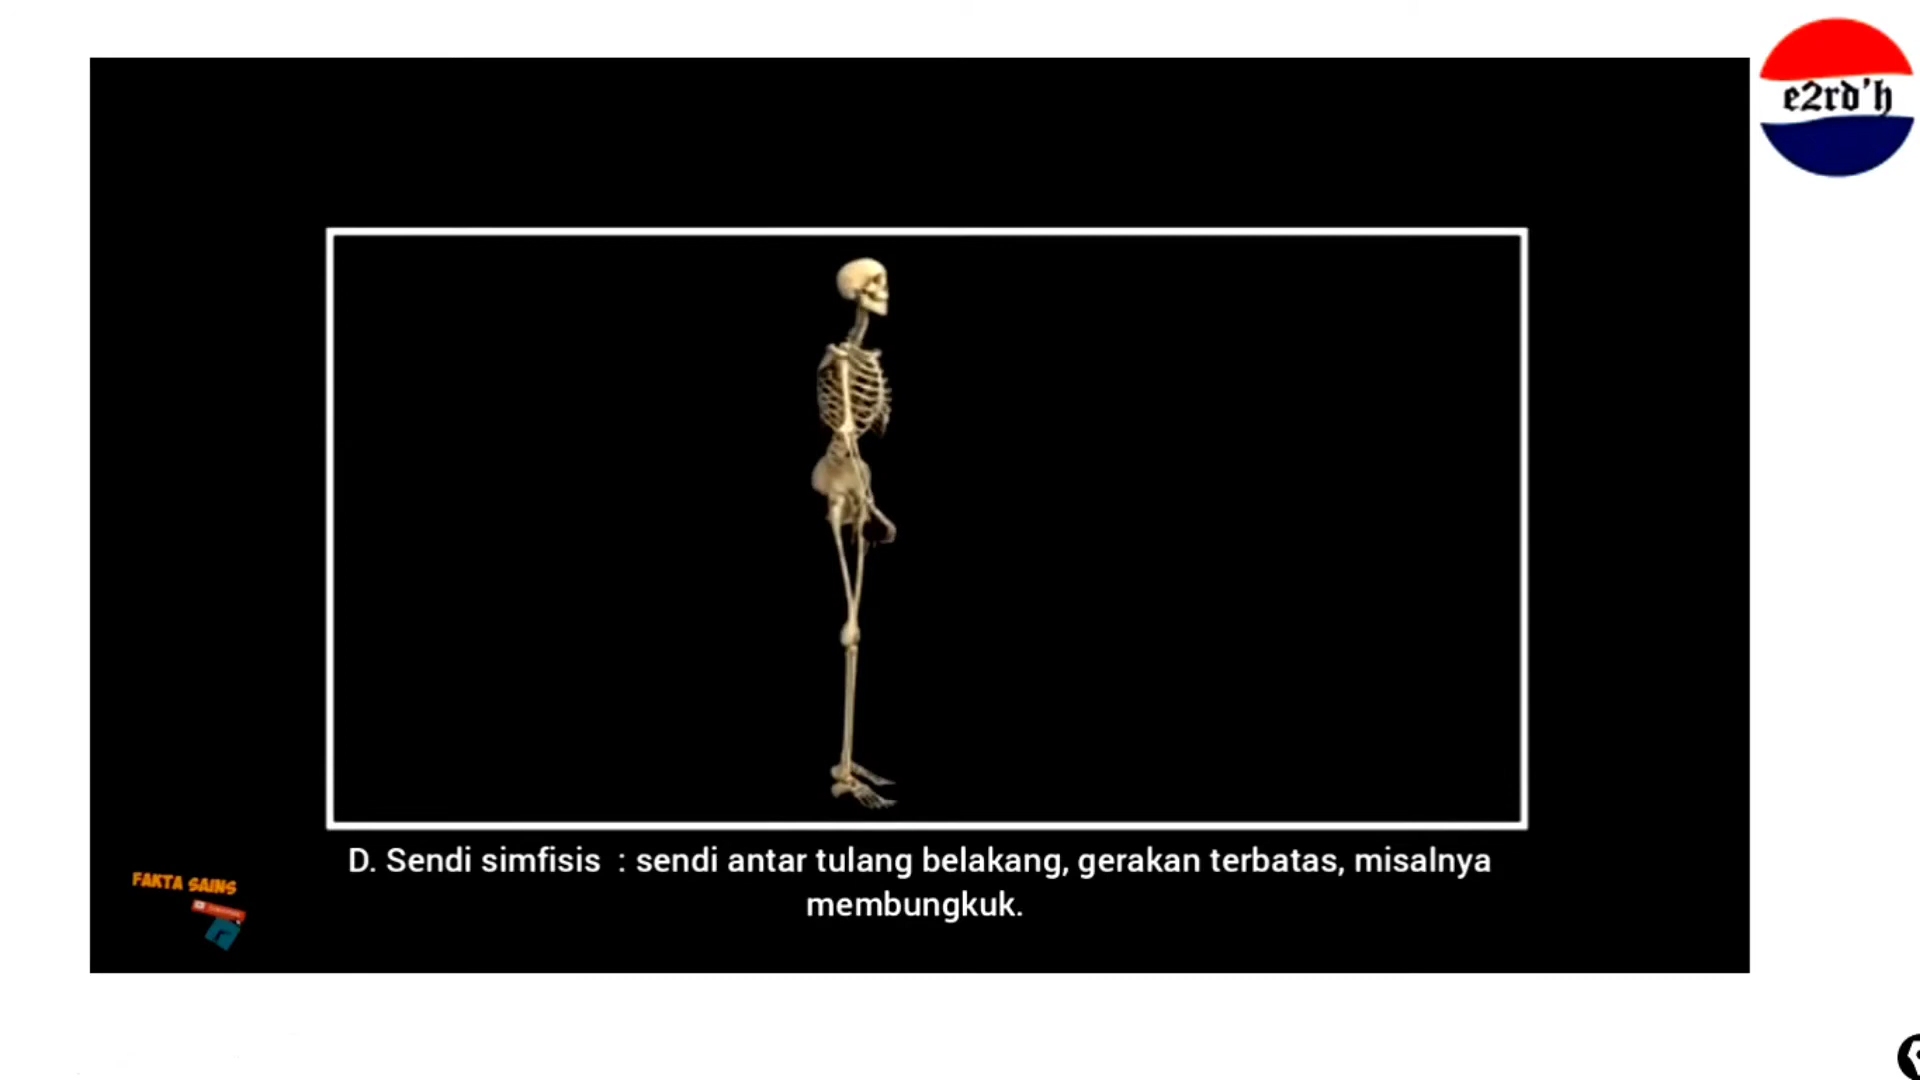 e2rd'h
D. Sendi simfisis : sendi antar tulang belakang, gerakan terbatas, misalnya
membungkuk.
FAKTA SAINS